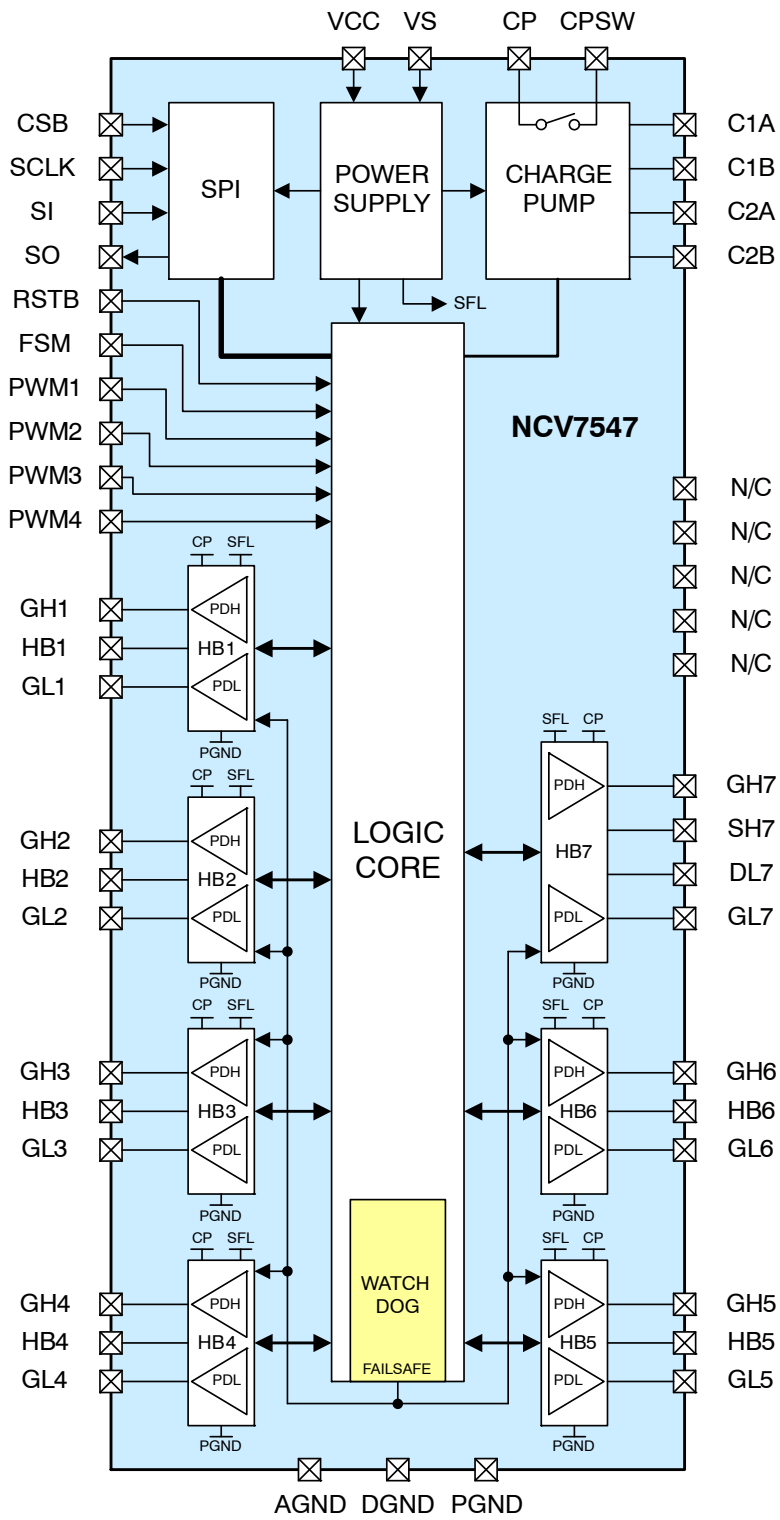 VCC VS CP CPSW
CSB
SCLK
SI
SO
RSTB
FSM
PWM1
PWM2
PWM3
PWM4
SPI
POWER
SUPPLY
CHARGE
PUMP
C1A
C1B
C2A
C2B
SFL
NCV7547
N/C
N/C
N/C
N/C
N/C
LOGIC
CORE
CP SFL
GH1
HB1
GL1
PDH
HB1
PDL
PGND
CP SFL
GH2
HB2
GL2
PDH
HB2
PDL
PGND
CP SFL
GH3
HB3
GL3
PDH
HB3
PDL
PGND
CP SFL
GH4
HB4
GL4
PDH
HB4
PDL
PGND
SFL CP
PDH
HB7
PDL
PGND
GH7
SH7
DL7
GL7
SFL CP
PDH
HB6
PDL
PGND
GH6
HB6
GL6
SFL CP
PDH
HB5
PDL
PGND
GH5
HB5
GL5
WATCH
DOG
FAILSAFE
AGND DGND PGND